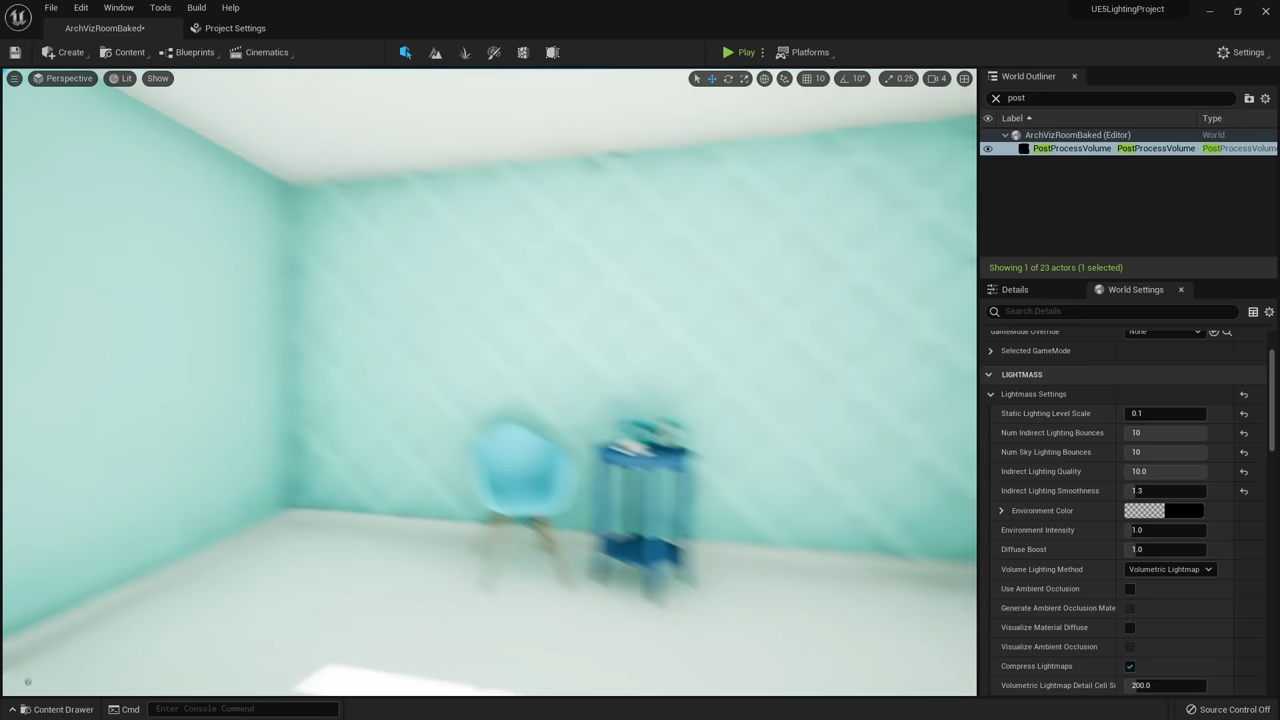 File Edit Window Tools Build Help
UE5LightingProject
ArchVizRoomBaked•
Project Settings
Create Content Blueprints Cinematics Play Platforms Settings
Perspective Lit Show 10 10° 0.25 4
World Outliner
post
Label Type
ArchVizRoomBaked (Editor) World
PostProcessVolume PostProcessVolume PostProcessVolum
Showing 1 of 23 actors (1 selected)
Details World Settings
Search Details
GameMode Override None
Selected GameMode
LIGHTMASS
Lightmass Settings
Static Lighting Level Scale 0.1
Num Indirect Lighting Bounces 10
Num Sky Lighting Bounces 10
Indirect Lighting Quality 10.0
Indirect Lighting Smoothness 1.3
Environment Color
Environment Intensity 1.0
Diffuse Boost 1.0
Volume Lighting Method Volumetric Lightmap
Use Ambient Occlusion
Generate Ambient Occlusion Mate
Visualize Material Diffuse
Visualize Ambient Occlusion
Compress Lightmaps
Volumetric Lightmap Detail Cell Si 200.0
Content Drawer Cmd Enter Console Command Source Control Off